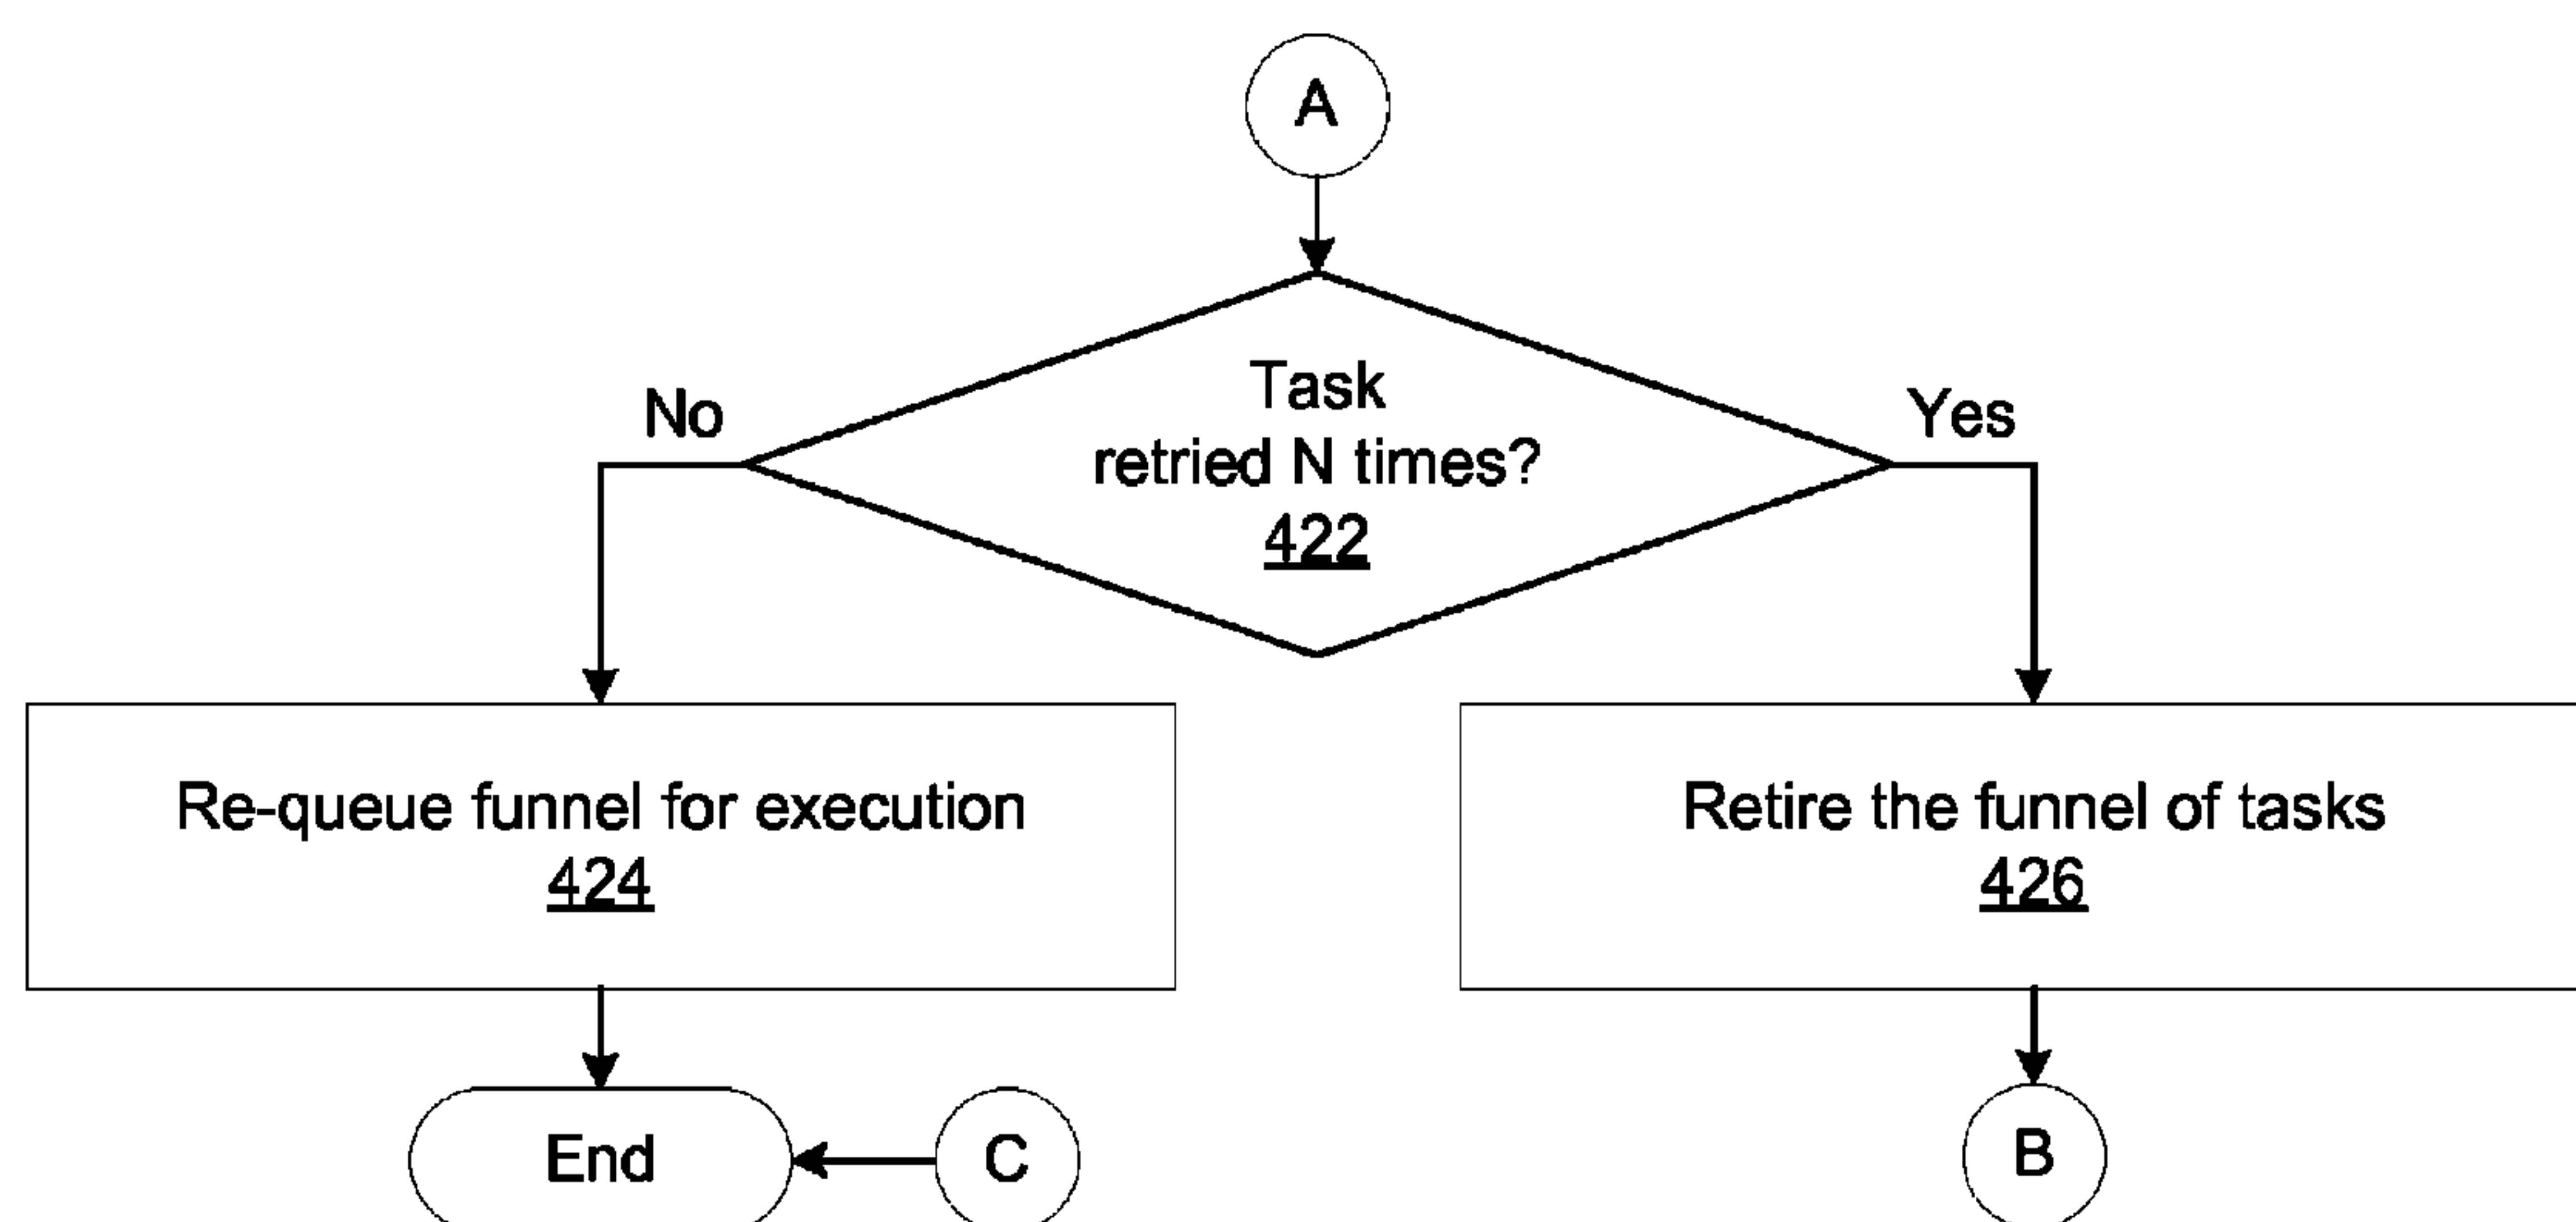 A
Task
retried N times?
422
No
Yes
Re-queue funnel for execution
424
Retire the funnel of tasks
426
End
C
B